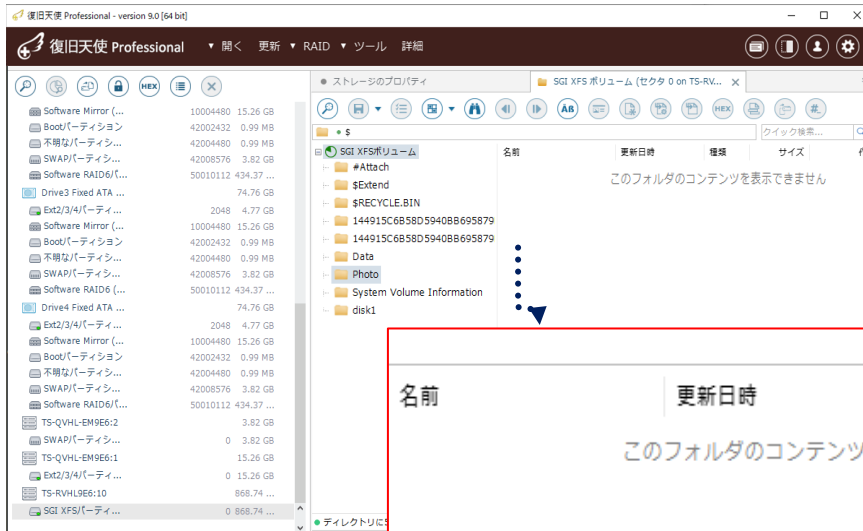 復旧天使 Professional - version 9.0 [64 bit]
復旧天使 Professional
▼ 開く 更新 ▼ RAID ▼ ツール 詳細
HEX
Software Mirror (... 10004480 15.26 GB
Bootパーティション 42002432 0.99 MB
不明なパーティシ... 42004480 0.99 MB
SWAPパーティシ... 42008576 3.82 GB
Software RAID6パ... 50010112 434.37 ...
Drive3 Fixed ATA ... 74.76 GB
Ext2/3/4パーティ... 2048 4.77 GB
Software Mirror (... 10004480 15.26 GB
Bootパーティション 42002432 0.99 MB
不明なパーティシ... 42004480 0.99 MB
SWAPパーティシ... 42008576 3.82 GB
Software RAID6 (... 50010112 434.37 ...
Drive4 Fixed ATA ... 74.76 GB
Ext2/3/4パーティ... 2048 4.77 GB
Software Mirror (... 10004480 15.26 GB
Bootパーティション 42002432 0.99 MB
不明なパーティシ... 42004480 0.99 MB
SWAPパーティシ... 42008576 3.82 GB
Software RAID6パ... 50010112 434.37 ...
TS-QVHL-EM9E6:2 3.82 GB
SWAPパーティシ... 0 3.82 GB
TS-QVHL-EM9E6:1 15.26 GB
Ext2/3/4パーティ... 0 15.26 GB
TS-RVHL9E6:10 868.74 ...
SGI XFSパーティ... 0 868.74 ...
ストレージのプロパティ
SGI XFS ボリューム (セクタ 0 on TS-RV... ×
ÄB HEX
$
クイック検索...
SGI XFSボリューム
#Attach
$Extend
$RECYCLE.BIN
144915C6B58D5940BB695879
144915C6B58D5940BB695879
Data
Photo
System Volume Information
disk1
名前 更新日時 種類 サイズ
このフォルダのコンテンツを表示できません
名前 更新日時
このフォルダのコンテンツ
ディレクトリに